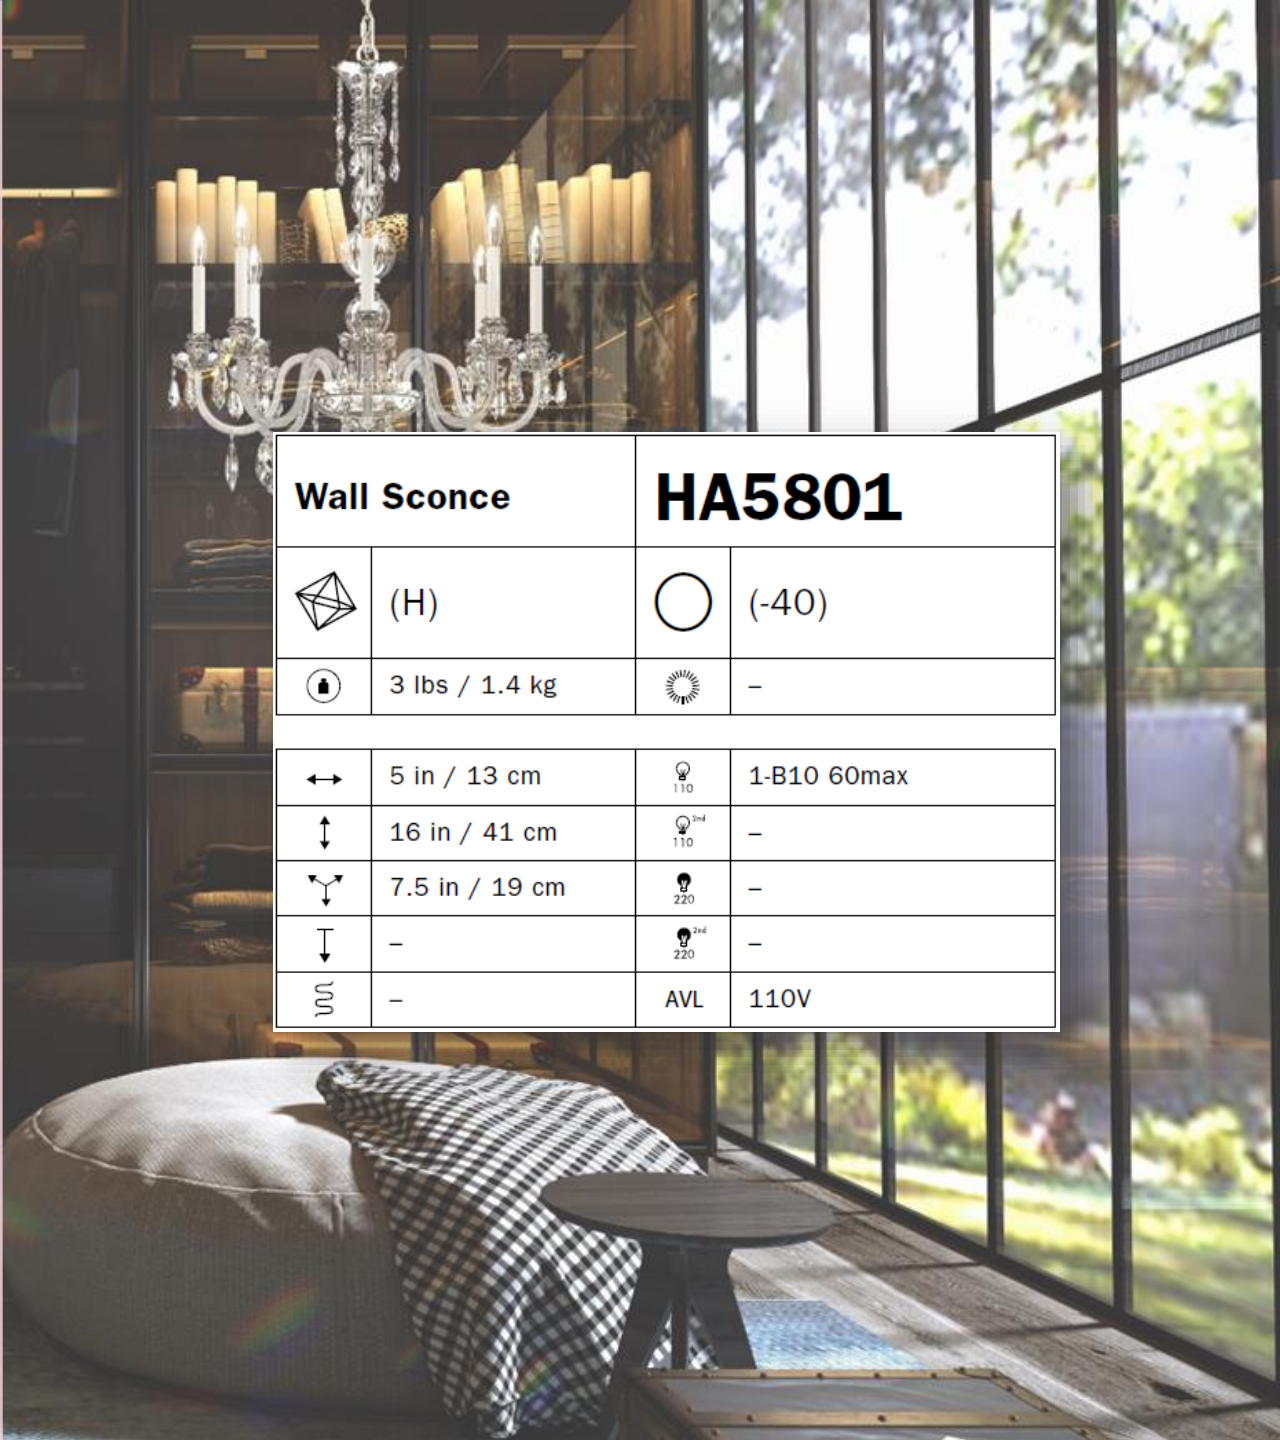 Wall Sconce HA5801
(H) (-40)
3 lbs / 1.4 kg –
5 in / 13 cm 110 1-B10 60max
16 in / 41 cm 2nd 110 –
7.5 in / 19 cm 220 –
– 2nd 220 –
– AVL 110V